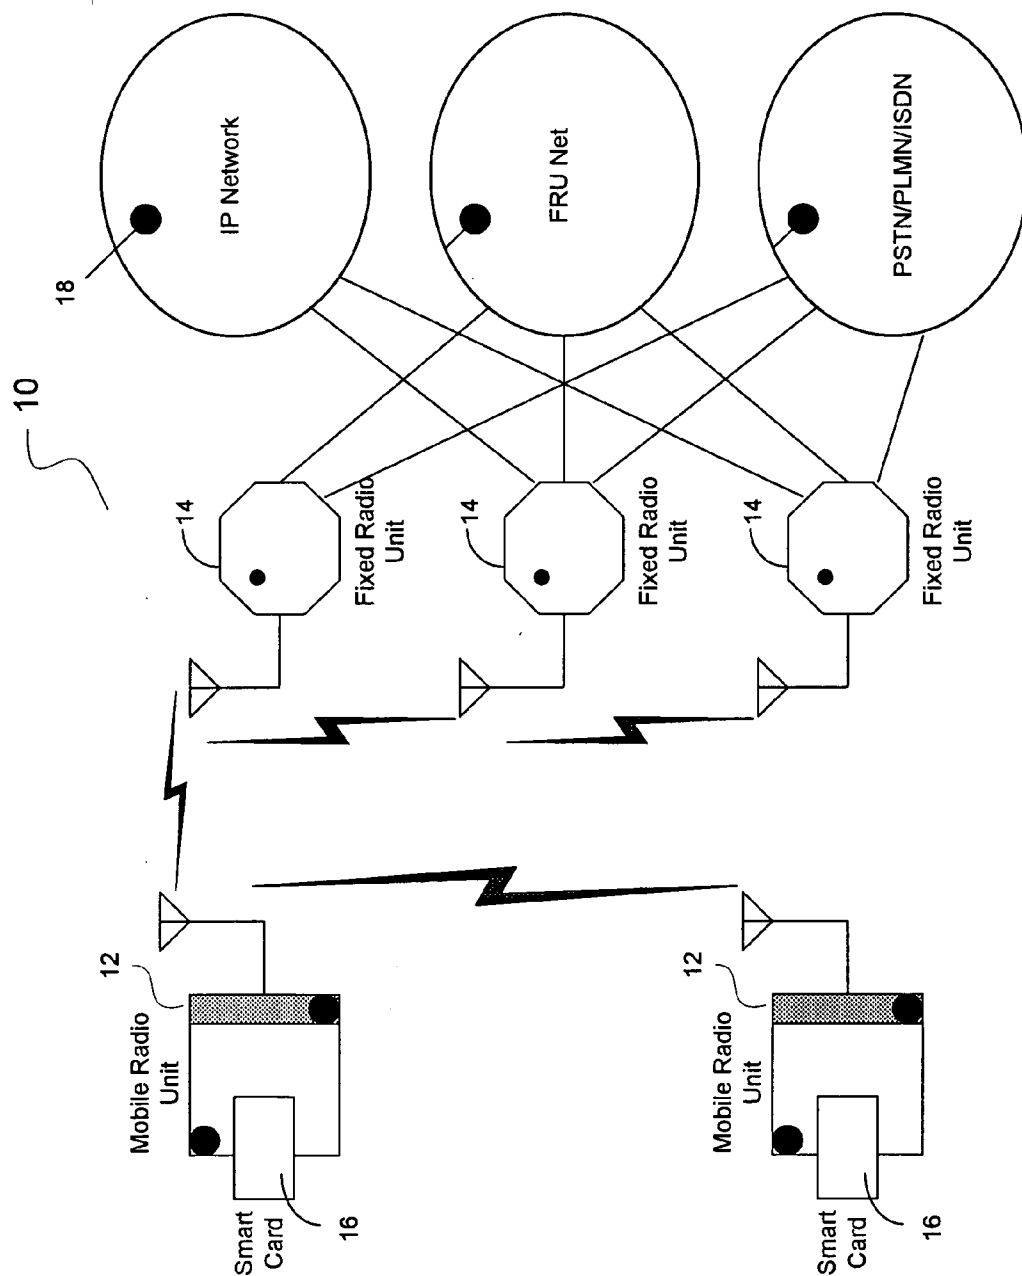 10
18
12
Mobile Radio
Unit
14
IP Network
Smart
Card
16
Fixed Radio
Unit
14
FRU Net
Fixed Radio
Unit
12
Mobile Radio
Unit
14
Smart
Card
PSTN/PLMN/ISDN
16
Fixed Radio
Unit